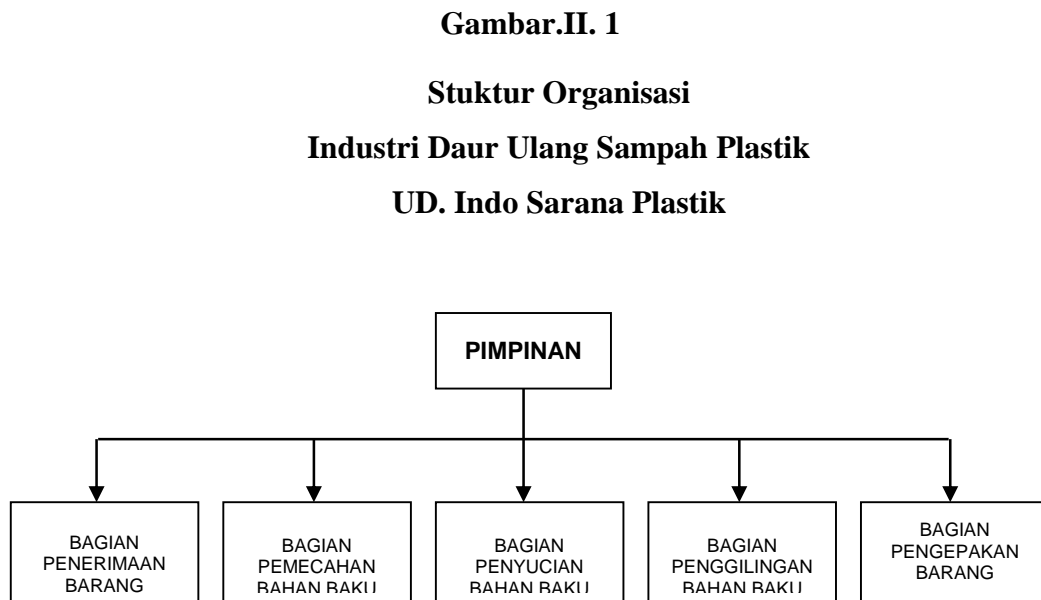 Gambar.II. 1
Stuktur Organisasi
Industri Daur Ulang Sampah Plastik
UD. Indo Sarana Plastik
PIMPINAN
BAGIAN
PENERIMAAN
BARANG
BAGIAN
PEMECAHAN
BAHAN BAKU
BAGIAN
PENYUCIAN
BAHAN BAKU
BAGIAN
PENGGILINGAN
BAHAN BAKU
BAGIAN
PENGEPAKAN
BARANG